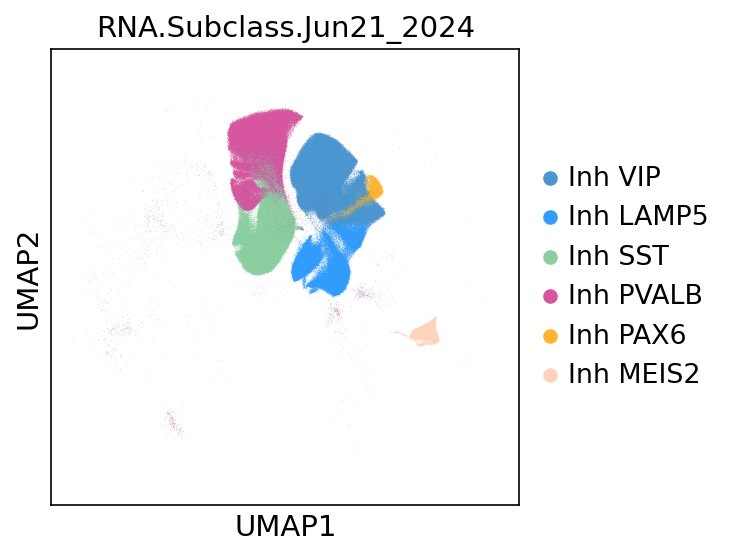 RNA.Subclass.Jun21_2024
UMAP2
UMAP1
Inh VIP
Inh LAMP5
Inh SST
Inh PVALB
Inh PAX6
Inh MEIS2